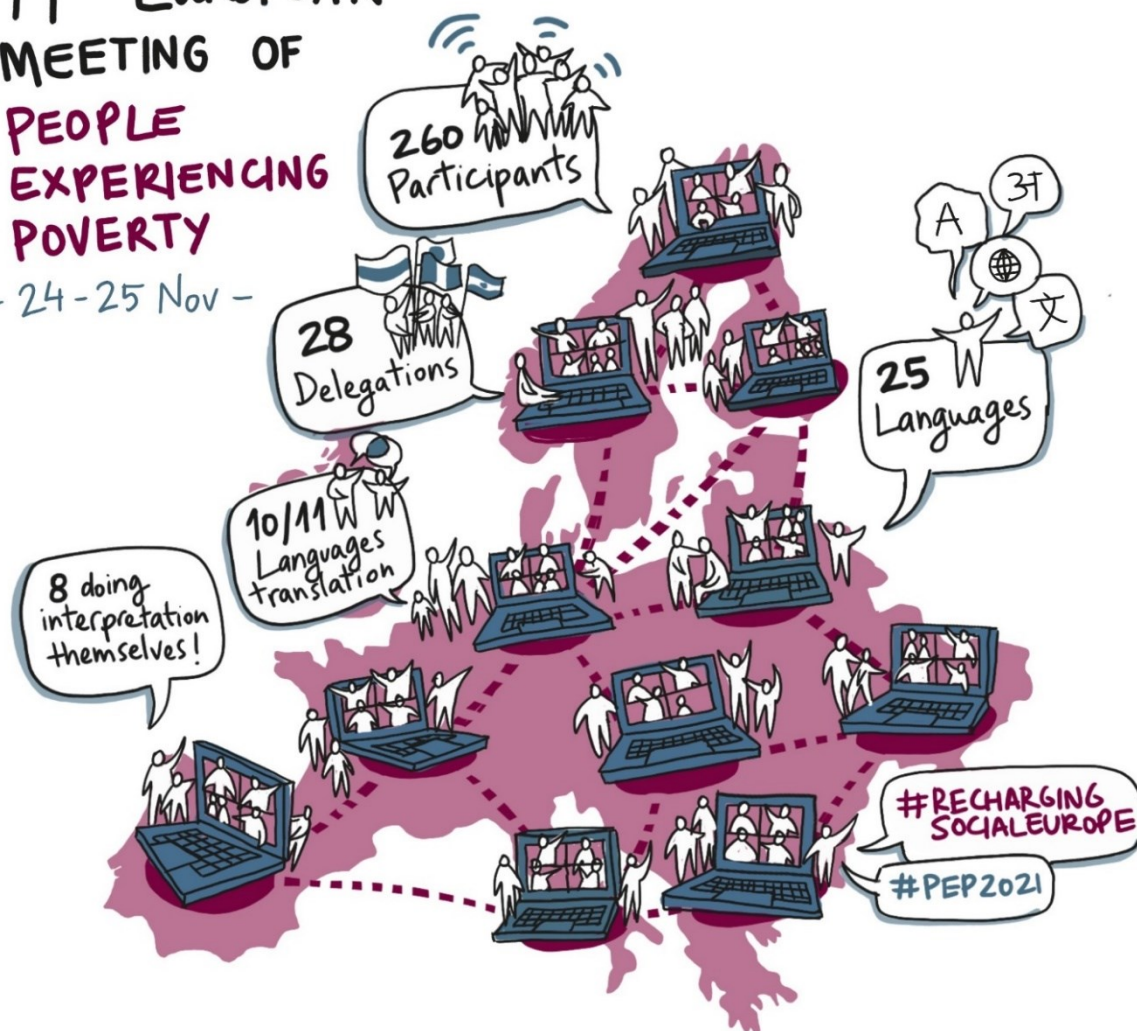 MEETING OF
PEOPLE
EXPERIENCING
POVERTY
- 24-25 Nov -
260
Participants
28
Delegations
10/11
Languages
translation
8 doing
interpretation
themselves!
A
文
25
Languages
#RECHARGING
SOCIALEUROPE
#PEP2021